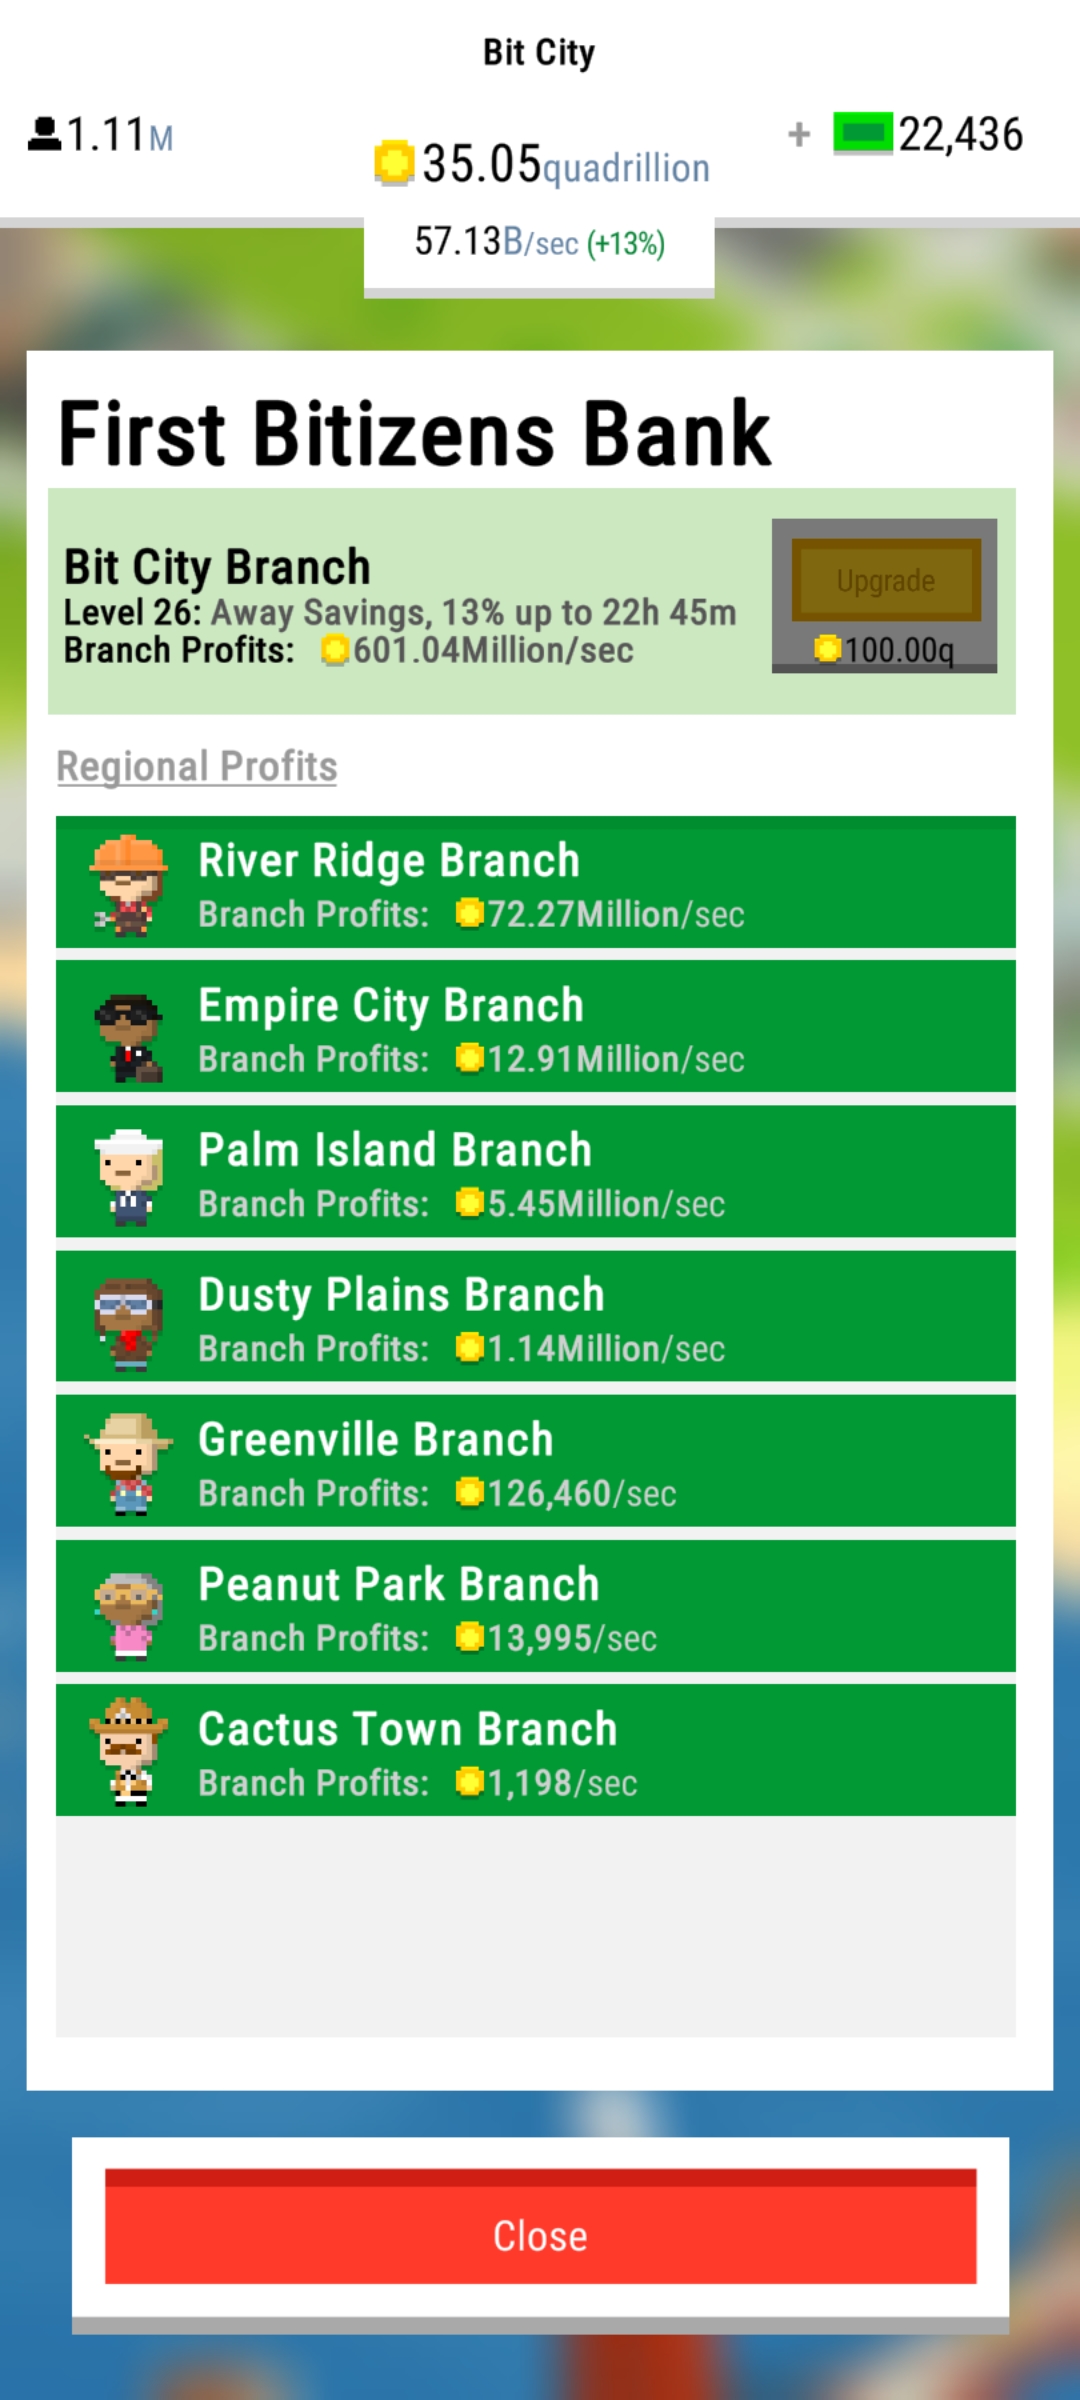 Bit City
1.11M
35.05quadrillion
+ 22,436
57.13B/sec (+13%)
First Bitizens Bank
Bit City Branch
Level 26: Away Savings, 13% up to 22h 45m
Branch Profits: 601.04Million/sec
Upgrade
100.00q
Regional Profits
River Ridge Branch
Branch Profits: 72.27Million/sec
Empire City Branch
Branch Profits: 12.91Million/sec
Palm Island Branch
Branch Profits: 5.45Million/sec
Dusty Plains Branch
Branch Profits: 1.14Million/sec
Greenville Branch
Branch Profits: 126,460/sec
Peanut Park Branch
Branch Profits: 13,995/sec
Cactus Town Branch
Branch Profits: 1,198/sec
Close